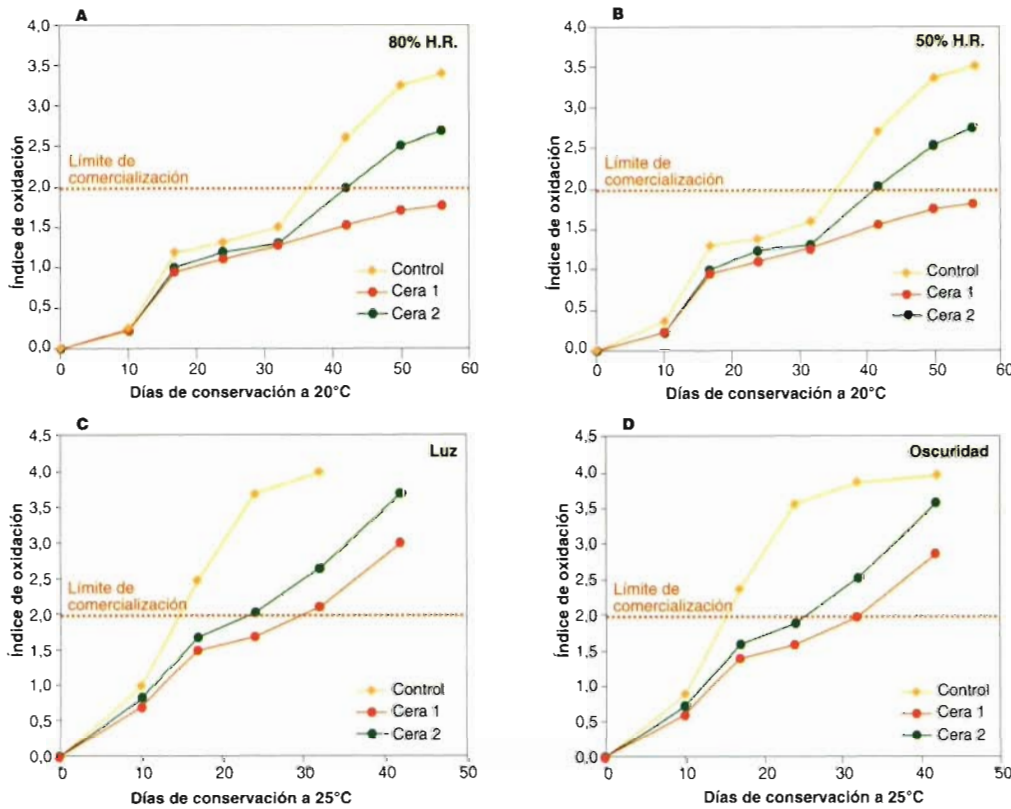 A
80% H.R.
Índice de oxidación
4,0
3,5
3,0
2,5
2,0
1,5
1,0
0,5
0,0
Límite de
comercialización
Control
Cera 1
Cera 2
0 10 20 30 40 50 60
Días de conservación a 20°C
B
50% H.R.
Índice de oxidación
4,0
3,5
3,0
2,5
2,0
1,5
1,0
0,5
0,0
Límite de
comercialización
Control
Cera 1
Cera 2
0 10 20 30 40 50 60
Días de conservación a 20°C
C
Luz
Índice de oxidación
4,5
4,0
3,5
3,0
2,5
2,0
1,5
1,0
0,5
0,0
Límite de
comercialización
Control
Cera 1
Cera 2
0 10 20 30 40 50
Días de conservación a 25°C
D
Oscuridad
Índice de oxidación
4,5
4,0
3,5
3,0
2,5
2,0
1,5
1,0
0,5
0,0
Límite de
comercialización
Control
Cera 1
Cera 2
0 10 20 30 40 50
Días de conservación a 25°C